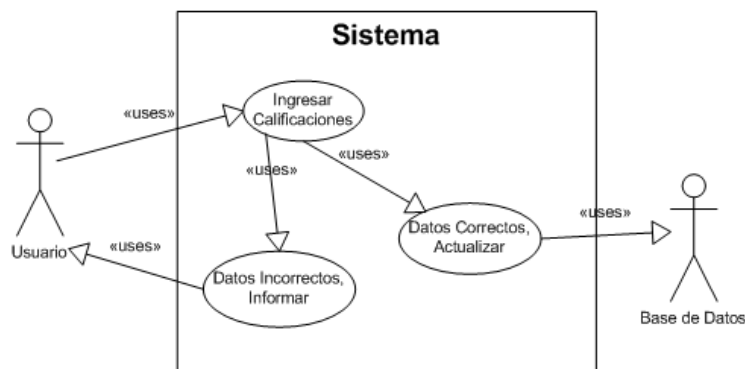 Sistema
«uses»
Ingresar
Calificaciones
«uses»
«uses»
Usuario
«uses»
Datos Incorrectos,
Informar
Datos Correctos,
Actualizar
«uses»
Base de Datos